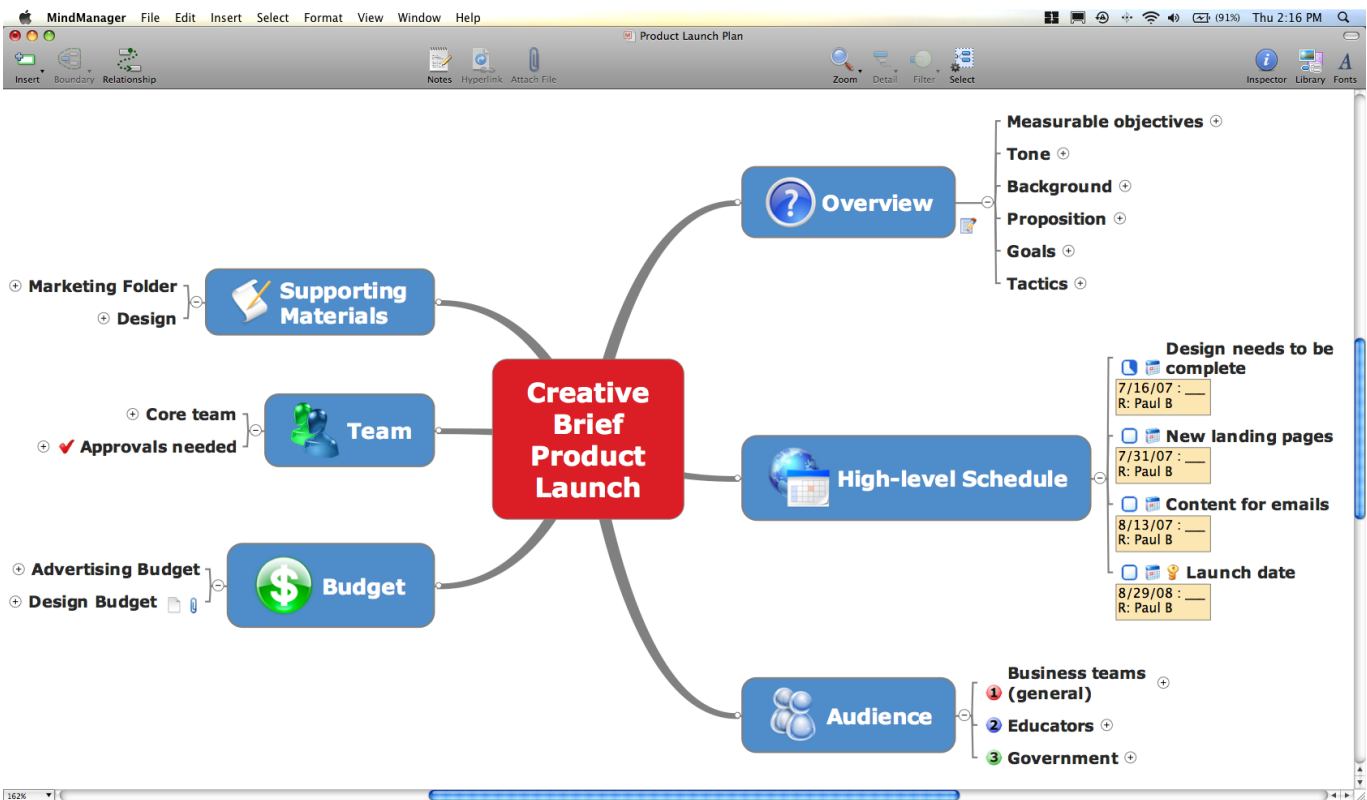 MindManager File Edit Insert Select Format View Window Help (91%) Thu 2:16 PM
Product Launch Plan
Insert Boundary Relationship Notes Hyperlink Attach File Zoom Detail Filter Select Inspector Library Fonts
Measurable objectives
Tone
Background
Overview
Proposition
Goals
Tactics
Marketing Folder
Design
Supporting
Materials
Creative
Brief
Product
Launch
Core team
Approvals needed
Team
Advertising Budget
Design Budget
Budget
High-level Schedule
Design needs to be
complete
7/16/07 : ___
R: Paul B
New landing pages
7/31/07 : ___
R: Paul B
Content for emails
8/13/07 : ___
R: Paul B
Launch date
8/29/08 : ___
R: Paul B
Audience
Business teams
1 (general)
2 Educators
3 Government
162%